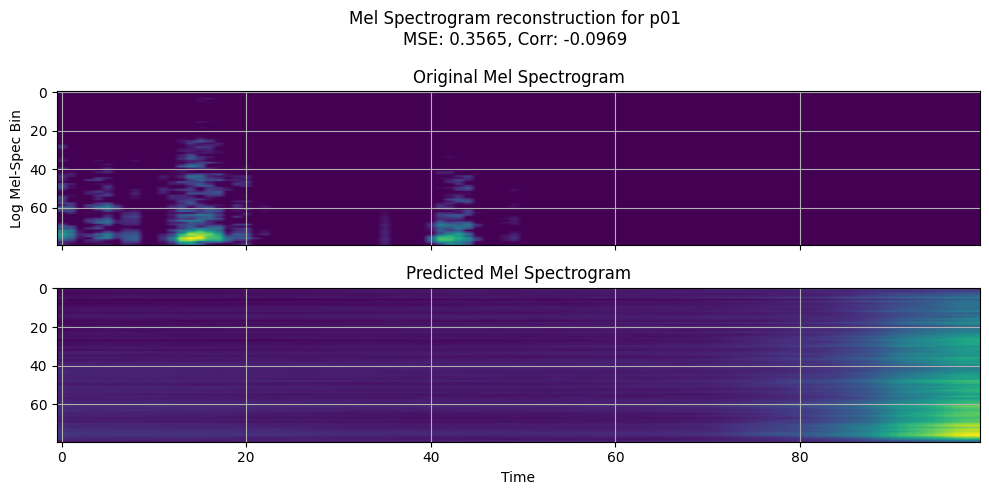 Mel Spectrogram reconstruction for p01
MSE: 0.3565, Corr: -0.0969
Original Mel Spectrogram
Log Mel-Spec Bin
0
20
40
60
Predicted Mel Spectrogram
0
20
40
60
0 20 40 60 80
Time